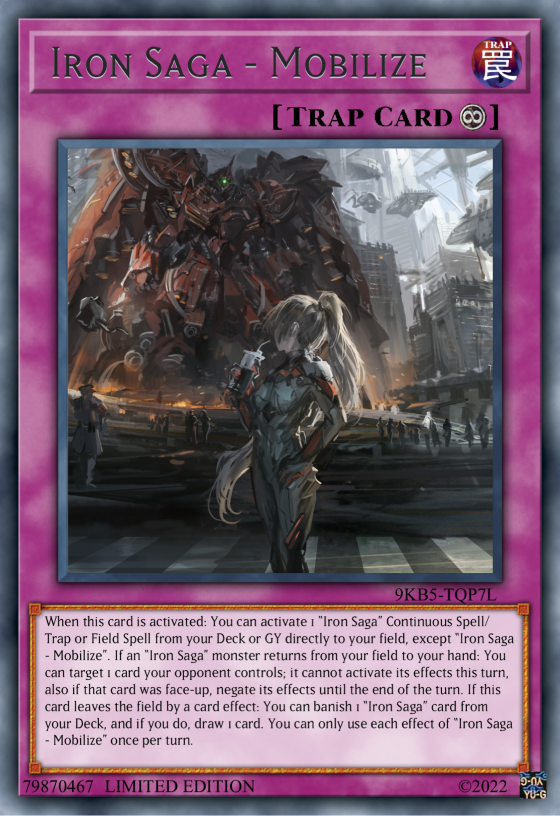 Iron Saga - Mobilize
TRAP
罠
[Trap Card]
9KB5-TQP7L
When this card is activated: You can activate 1 "Iron Saga" Continuous Spell/
Trap or Field Spell from your Deck or GY directly to your field, except "Iron Saga
- Mobilize". If an "Iron Saga" monster returns from your field to your hand: You
can target 1 card your opponent controls; it cannot activate its effects this turn,
also if that card was face-up, negate its effects until the end of the turn. If this
card leaves the field by a card effect: You can banish 1 "Iron Saga" card from
your Deck, and if you do, draw 1 card. You can only use each effect of "Iron Saga
- Mobilize" once per turn.
79870467 LIMITED EDITION
©2022
YU-G
YU-G